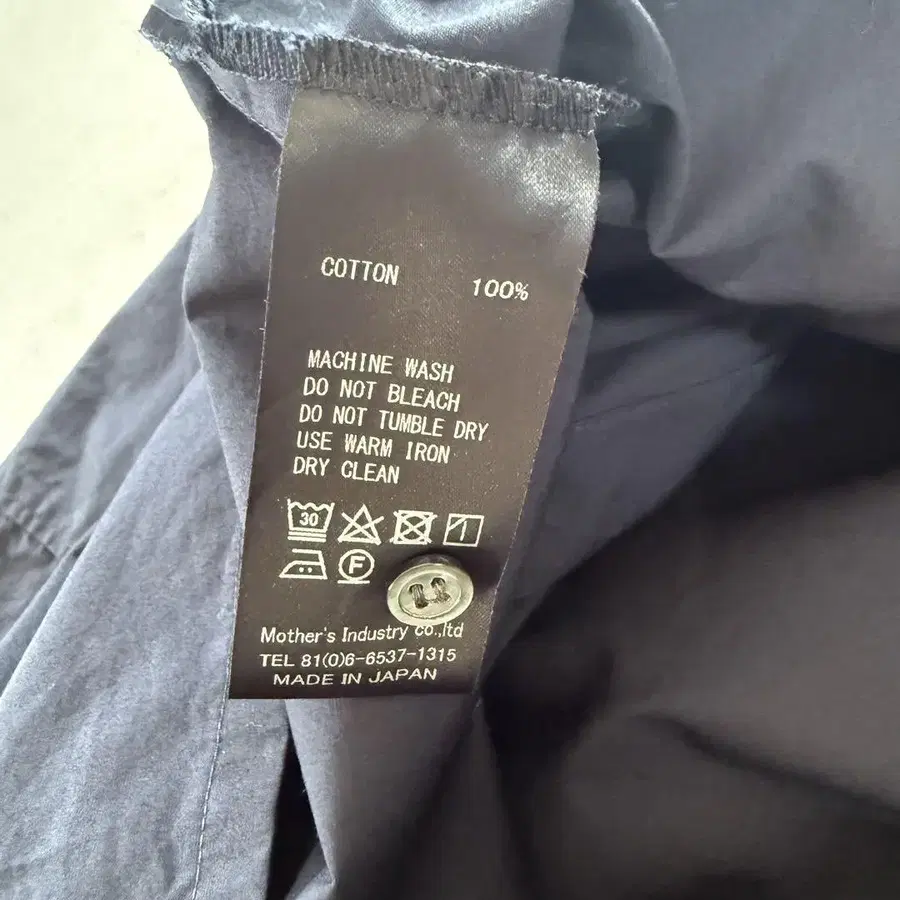 COTTON 100%
MACHINE WASH
DO NOT BLEACH
DO NOT TUMBLE DRY
USE WARM IRON
DRY CLEAN
30
F
Mother's Industry co.,ltd
TEL 81(0)6-6537-1315
MADE IN JAPAN